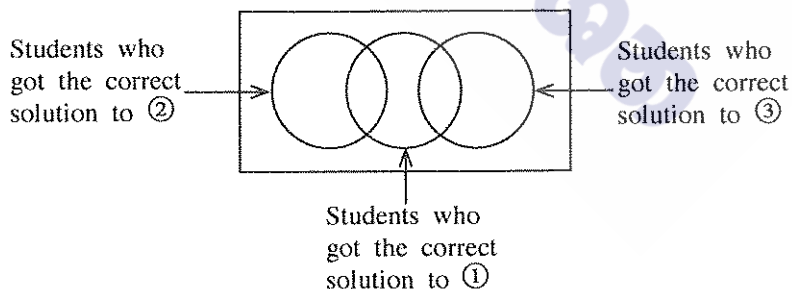 Students who
got the correct
solution to ②
Students who
got the correct
solution to ③
Students who
got the correct
solution to ①